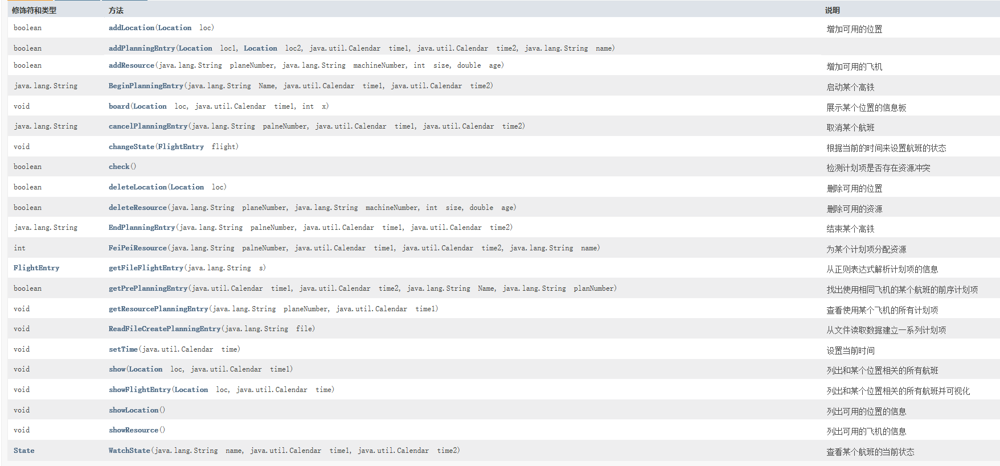 修饰符和类型 方法 说明
boolean addLocation(Location loc) 增加可用的位置
boolean addPlanningEntry(Location loc1, Location loc2, java.util.Calendar time1, java.util.Calendar time2, java.lang.String name)
boolean addResource(java.lang.String planeNumber, java.lang.String machineNumber, int size, double age) 增加可用的飞机
java.lang.String BeginPlanningEntry(java.lang.String Name, java.util.Calendar time1, java.util.Calendar time2) 启动某个高铁
void board(Location loc, java.util.Calendar time1, int x) 展示某个位置的信息板
java.lang.String cancelPlanningEntry(java.lang.String palneNumber, java.util.Calendar time1, java.util.Calendar time2) 取消某个航班
void changeState(FlightEntry flight) 根据当前的时间来设置航班的状态
boolean check() 检测计划项是否存在资源冲突
boolean deleteLocation(Location loc) 删除可用的位置
boolean deleteResource(java.lang.String planeNumber, java.lang.String machineNumber, int size, double age) 删除可用的资源
java.lang.String EndPlanningEntry(java.lang.String palneNumber, java.util.Calendar time1, java.util.Calendar time2) 结束某个高铁
int FeiPeiResource(java.lang.String palneNumber, java.util.Calendar time1, java.util.Calendar time2, java.lang.String name) 为某个计划项分配资源
FlightEntry getFileFlightEntry(java.lang.String s) 从正则表达式解析计划项的信息
boolean getPrePlanningEntry(java.util.Calendar time1, java.util.Calendar time2, java.lang.String Name, java.lang.String planNumber) 找出使用相同飞机的某个航班的前序计划项
void getResourcePlanningEntry(java.lang.String planeNumber, java.util.Calendar time1) 查看使用某个飞机的所有计划项
void ReadFileCreatePlanningEntry(java.lang.String file) 从文件读取数据建立一系列计划项
void setTime(java.util.Calendar time) 设置当前时间
void show(Location loc, java.util.Calendar time1) 列出和某个位置相关的所有航班
void showFlightEntry(Location loc, java.util.Calendar time) 列出和某个位置相关的所有航班并可视化
void showLocation() 列出可用的位置的信息
void showResource() 列出可用的飞机的信息
State WatchState(java.lang.String name, java.util.Calendar time1, java.util.Calendar time2) 查看某个航班的当前状态